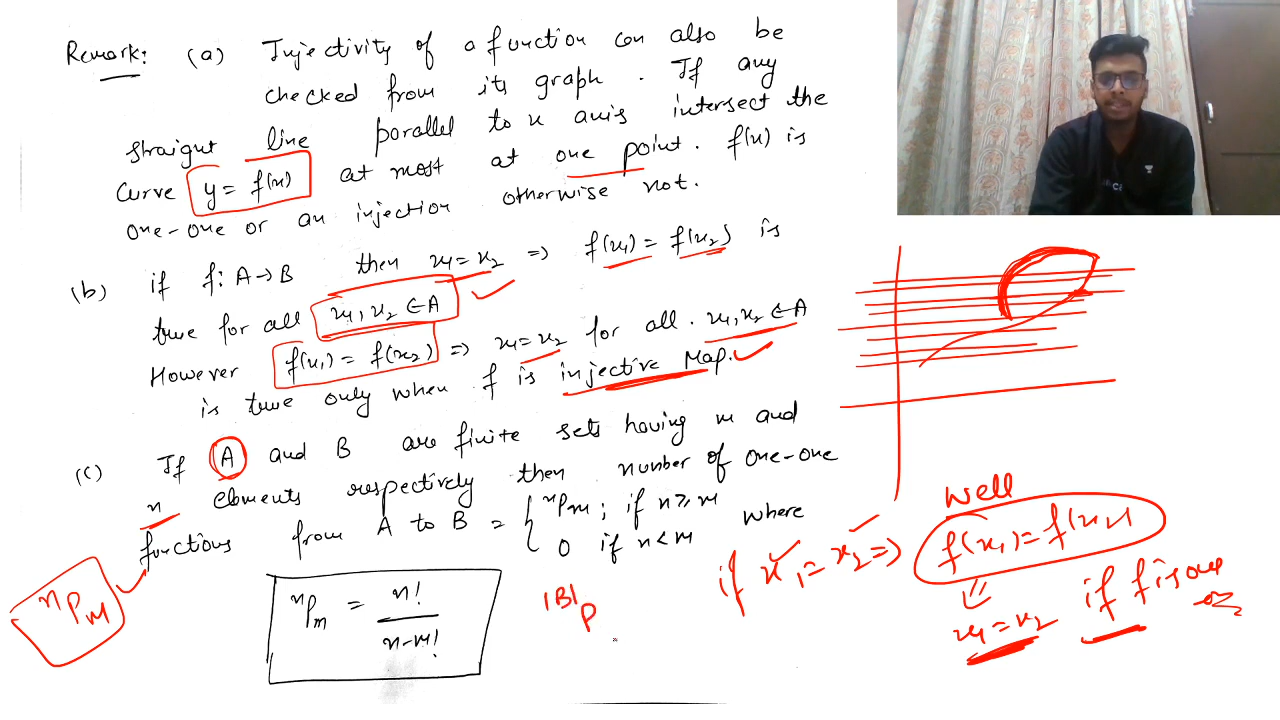 Remark: (a) Injectivity of a function can also be
checked from its graph. If any
straight line parallel to x axis intersect the
curve y = f(x) at most at one point. f(x) is
one-one or an injection otherwise not.
(b) if f: A→B then x₁ = x₂ => f(x₁) = f(x₂) is
true for all x₁, x₂ ∈ A
However f(x₁) = f(x₂) => x₁ = x₂ for all. x₁, x₂ ∈ A
is true only when f is injective Map.
(c) If A and B are finite sets having m and
n elements respectively then number of one-one
functions from A to B = { ⁿPm ; if n ≥ m where
0 if n < m
ⁿPm = n! / n-m!
ⁿPm
|B|P
Well
if x₁ = x₂ => f(x₁) = f(x₂)
x₁ = x₂ if f is one